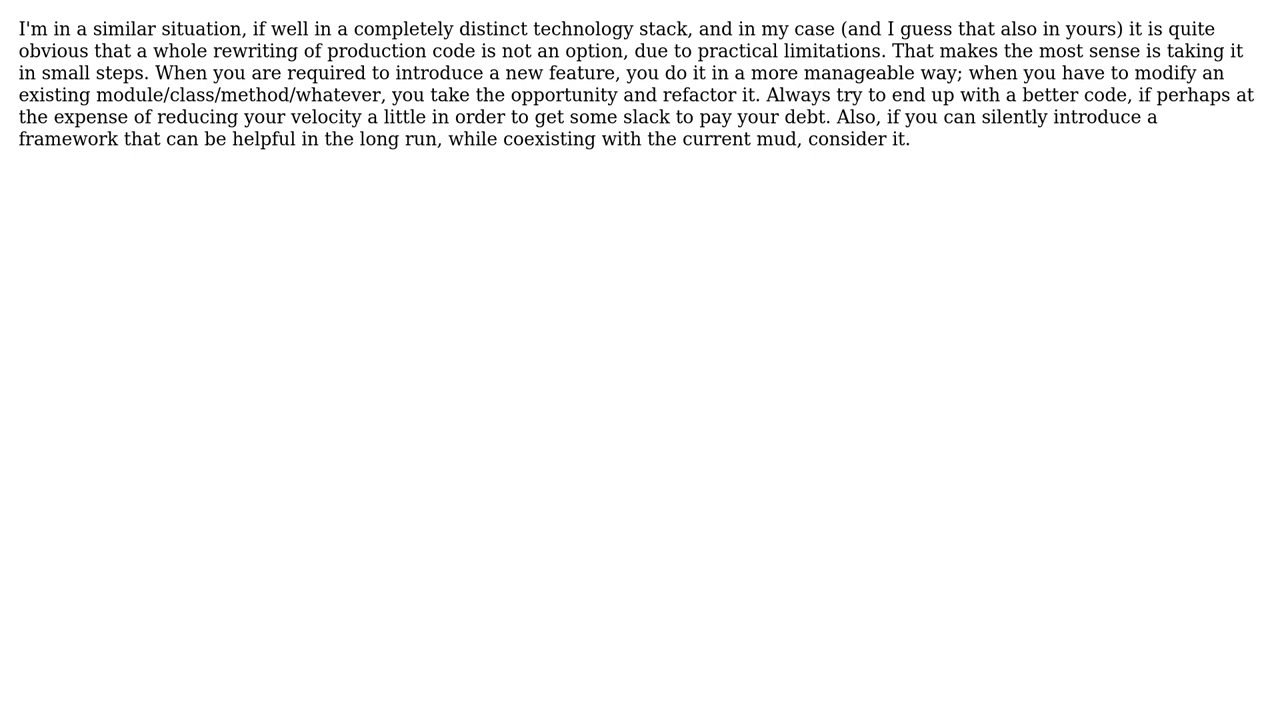 I'm in a similar situation, if well in a completely distinct technology stack, and in my case (and I guess that also in yours) it is quite
obvious that a whole rewriting of production code is not an option, due to practical limitations. That makes the most sense is taking it
in small steps. When you are required to introduce a new feature, you do it in a more manageable way; when you have to modify an
existing module/class/method/whatever, you take the opportunity and refactor it. Always try to end up with a better code, if perhaps at
the expense of reducing your velocity a little in order to get some slack to pay your debt. Also, if you can silently introduce a
framework that can be helpful in the long run, while coexisting with the current mud, consider it.